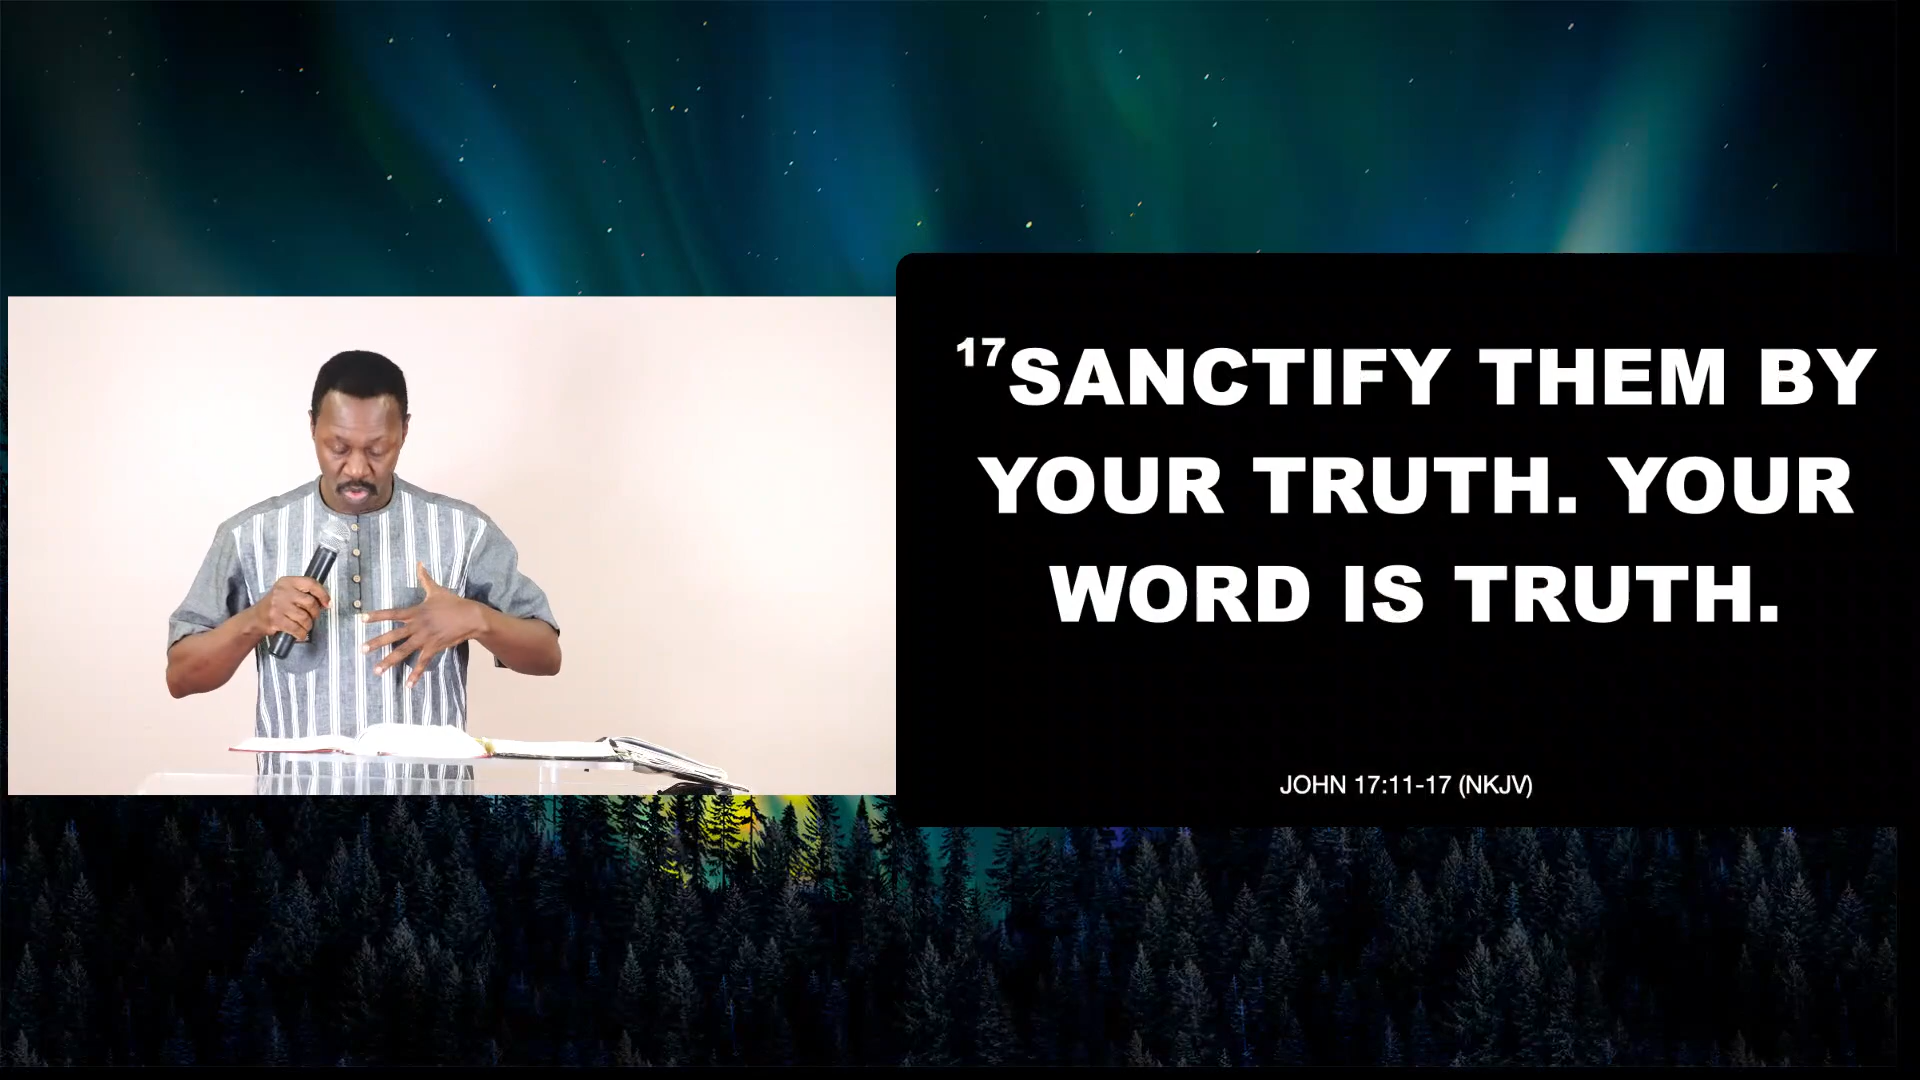 ¹⁷SANCTIFY THEM BY
YOUR TRUTH. YOUR
WORD IS TRUTH.
JOHN 17:11-17 (NKJV)